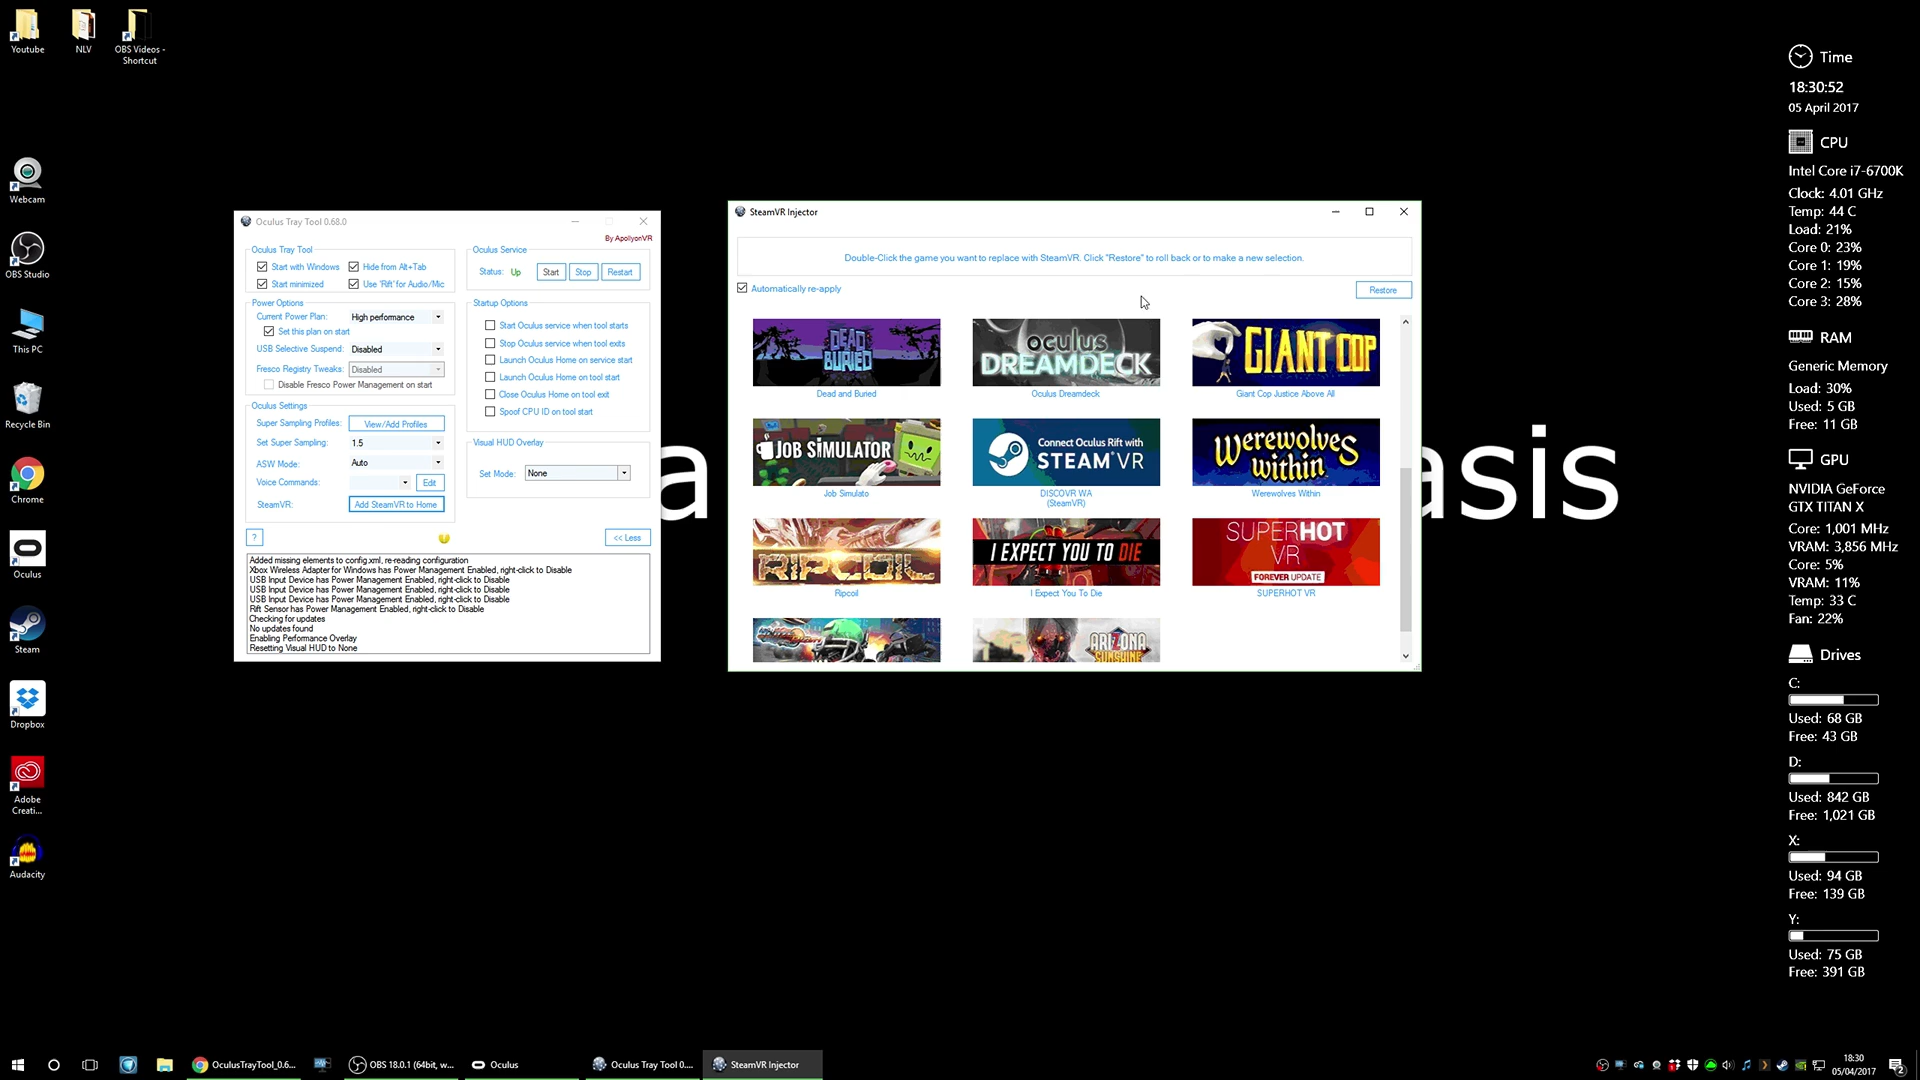 Youtube
NLV
OBS Videos -
Shortcut
Webcam
OBS Studio
This PC
Recycle Bin
Chrome
Oculus
Steam
Dropbox
Adobe
Creati...
Audacity
Oculus Tray Tool 0.68.0
By ApollyonVR
Oculus Tray Tool
Start with Windows
Hide from Alt+Tab
Start minimized
Use 'Rift' for Audio/Mic
Power Options
Current Power Plan: High performance
Set this plan on start
USB Selective Suspend: Disabled
Fresco Registry Tweaks: Disabled
Disable Fresco Power Management on start
Oculus Settings
Super Sampling Profiles: View/Add Profiles
Set Super Sampling: 1.5
ASW Mode: Auto
Voice Commands: Edit
SteamVR: Add SteamVR to Home
Oculus Service
Status: Up Start Stop Restart
Startup Options
Start Oculus service when tool starts
Stop Oculus service when tool exits
Launch Oculus Home on service start
Launch Oculus Home on tool start
Close Oculus Home on tool exit
Spoof CPU ID on tool start
Visual HUD Overlay
Set Mode: None
?
<< Less
Added missing elements to config.xml, re-reading configuration
Xbox Wireless Adapter for Windows has Power Management Enabled, right-click to Disable
USB Input Device has Power Management Enabled, right-click to Disable
USB Input Device has Power Management Enabled, right-click to Disable
USB Input Device has Power Management Enabled, right-click to Disable
Rift Sensor has Power Management Enabled, right-click to Disable
Checking for updates
No updates found
Enabling Performance Overlay
Resetting Visual HUD to None
a
asis
SteamVR Injector
Double-Click the game you want to replace with SteamVR. Click "Restore" to roll back or to make a new selection.
Automatically re-apply
Restore
DEAD
BURIED
Dead and Buried
oculus
DREAMDECK
Oculus Dreamdeck
GIANT COP
Giant Cop Justice Above All
JOB SIMULATOR
Job Simulato
Connect Oculus Rift with
STEAM VR
DISCOVR WA
(SteamVR)
Werewolves
within
Werewolves Within
RIPCOIL
Ripcoil
I EXPECT YOU TO DIE
I Expect You To Die
SUPERHOT
VR
FOREVER UPDATE
SUPERHOT VR
ARIZONA
SUNSHINE
Time
18:30:52
05 April 2017
CPU
Intel Core i7-6700K
Clock: 4.01 GHz
Temp: 44 C
Load: 21%
Core 0: 23%
Core 1: 19%
Core 2: 15%
Core 3: 28%
RAM
Generic Memory
Load: 30%
Used: 5 GB
Free: 11 GB
GPU
NVIDIA GeForce
GTX TITAN X
Core: 1,001 MHz
VRAM: 3,856 MHz
Core: 5%
VRAM: 11%
Temp: 33 C
Fan: 22%
Drives
C:
Used: 68 GB
Free: 43 GB
D:
Used: 842 GB
Free: 1,021 GB
X:
Used: 94 GB
Free: 139 GB
Y:
Used: 75 GB
Free: 391 GB
OculusTrayTool_0.6...
OBS 18.0.1 (64bit, w...
Oculus
Oculus Tray Tool 0....
SteamVR Injector
18:30
05/04/2017
2